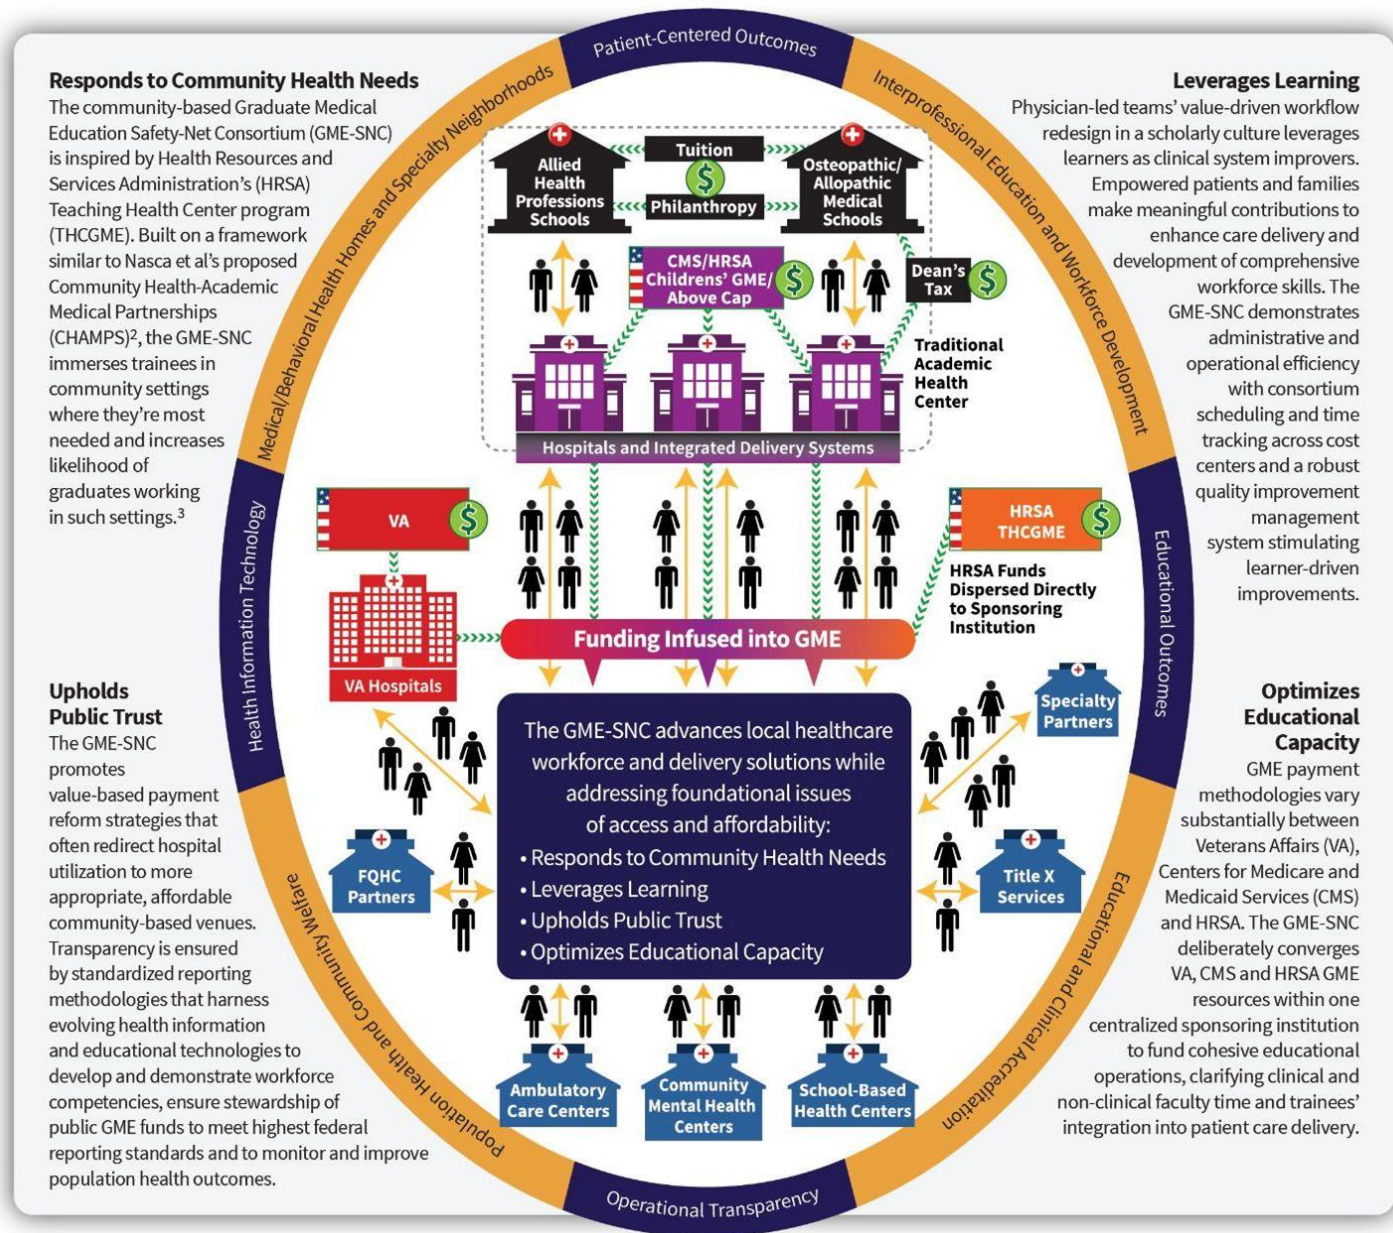 Patient-Centered Outcomes
Medical/Behavioral Health Homes and Specialty Neighborhoods
Interprofessional Education and Workforce Development
Health Information Technology
Educational Outcomes
Population Health and Community Welfare
Educational and Clinical Accreditation
Operational Transparency
Responds to Community Health Needs
The community-based Graduate Medical
Education Safety-Net Consortium (GME-SNC)
is inspired by Health Resources and
Services Administration’s (HRSA)
Teaching Health Center program
(THCGME). Built on a framework
similar to Nasca et al’s proposed
Community Health-Academic
Medical Partnerships
(CHAMPS)², the GME-SNC
immerses trainees in
community settings
where they’re most
needed and increases
likelihood of
graduates working
in such settings.³
Leverages Learning
Physician-led teams’ value-driven workflow
redesign in a scholarly culture leverages
learners as clinical system improvers.
Empowered patients and families
make meaningful contributions to
enhance care delivery and
development of comprehensive
workforce skills. The
GME-SNC demonstrates
administrative and
operational efficiency
with consortium
scheduling and time
tracking across cost
centers and a robust
quality improvement
management
system stimulating
learner-driven
improvements.
Allied
Health
Professions
Schools
Tuition
$
Philanthropy
Osteopathic/
Allopathic
Medical
Schools
CMS/HRSA
Childrens’ GME/
Above Cap
$
Dean’s
Tax
$
Traditional
Academic
Health
Center
Hospitals and Integrated Delivery Systems
VA
$
HRSA
THCGME
$
HRSA Funds
Dispersed Directly
to Sponsoring
Institution
Funding Infused into GME
VA Hospitals
Specialty
Partners
The GME-SNC advances local healthcare
workforce and delivery solutions while
addressing foundational issues
of access and affordability:
• Responds to Community Health Needs
• Leverages Learning
• Upholds Public Trust
• Optimizes Educational Capacity
FQHC
Partners
Title X
Services
Ambulatory
Care Centers
Community
Mental Health
Centers
School-Based
Health Centers
Upholds
Public Trust
The GME-SNC
promotes
value-based payment
reform strategies that
often redirect hospital
utilization to more
appropriate, affordable
community-based venues.
Transparency is ensured
by standardized reporting
methodologies that harness
evolving health information
and educational technologies to
develop and demonstrate workforce
competencies, ensure stewardship of
public GME funds to meet highest federal
reporting standards and to monitor and improve
population health outcomes.
Optimizes
Educational
Capacity
GME payment
methodologies vary
substantially between
Veterans Affairs (VA),
Centers for Medicare and
Medicaid Services (CMS)
and HRSA. The GME-SNC
deliberately converges
VA, CMS and HRSA GME
resources within one
centralized sponsoring institution
to fund cohesive educational
operations, clarifying clinical and
non-clinical faculty time and trainees’
integration into patient care delivery.